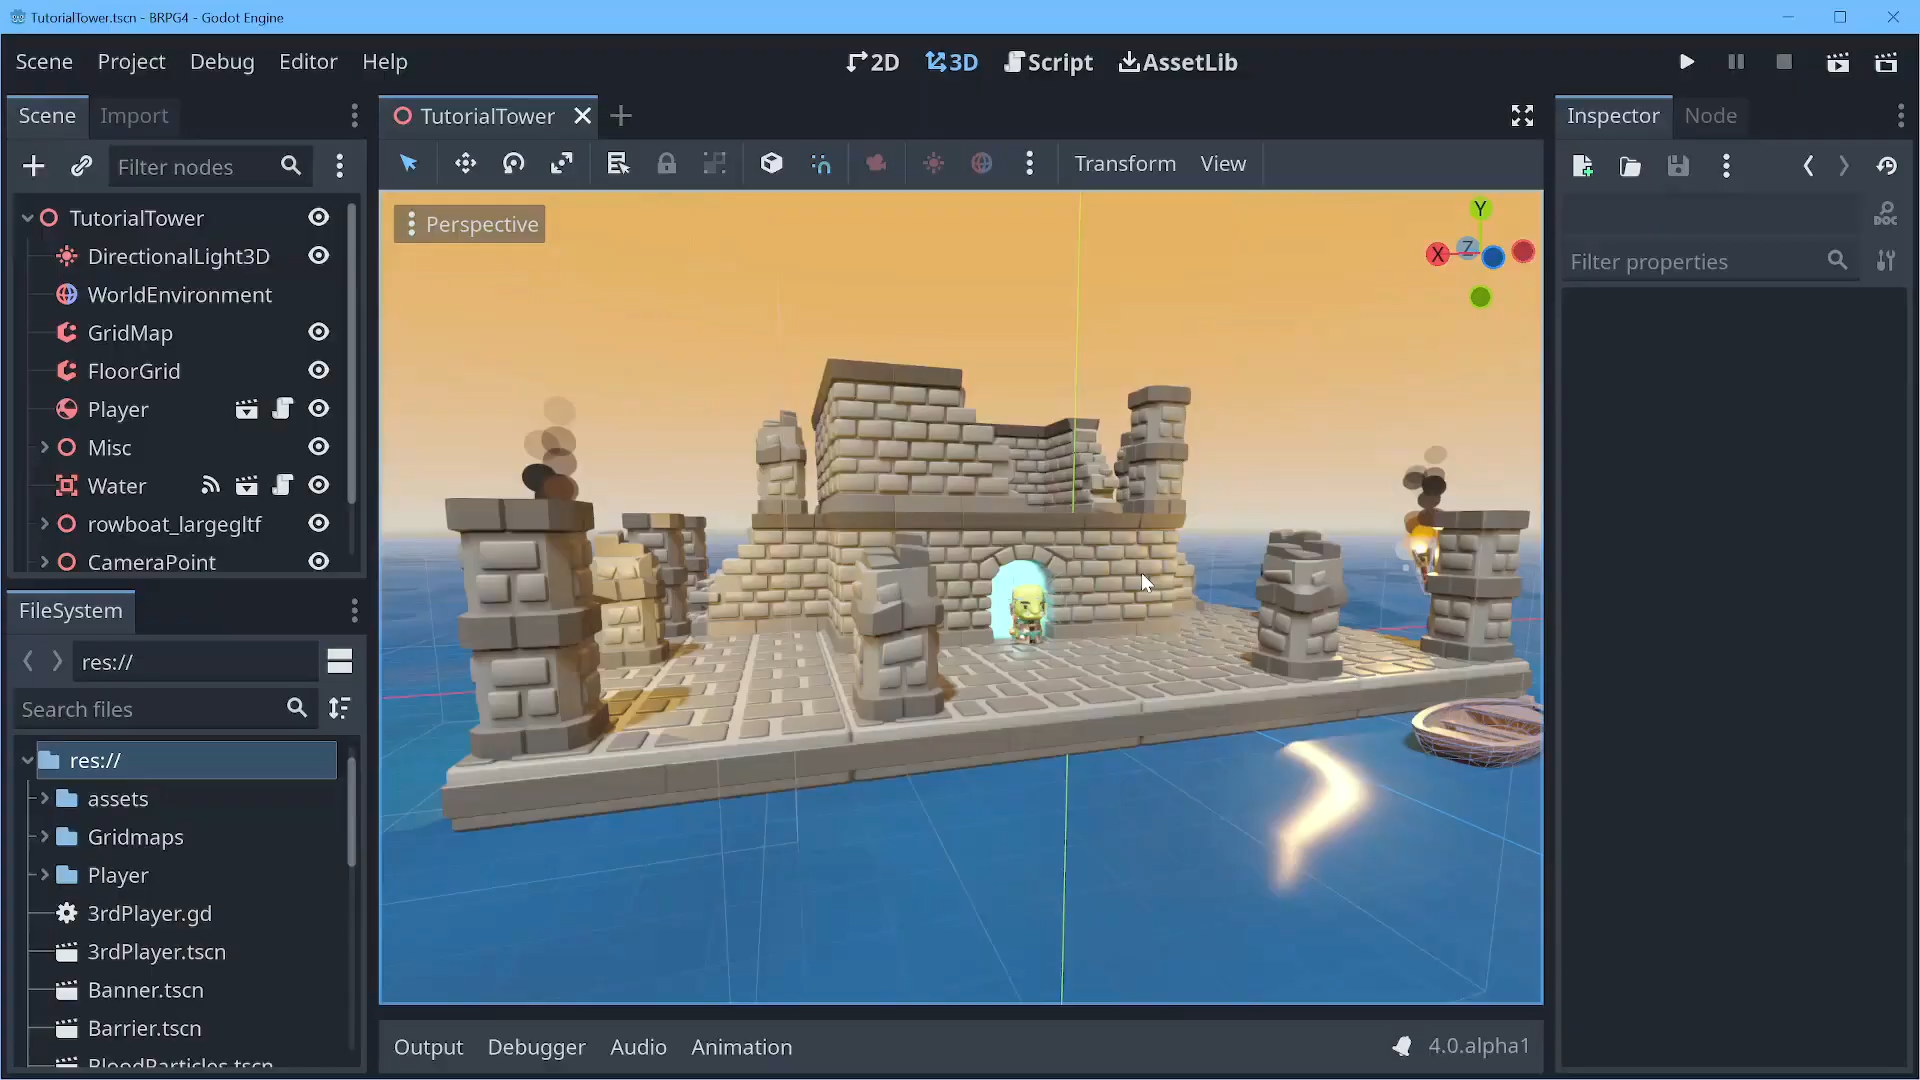 TutorialTower.tscn - BRPG4 - Godot Engine
Scene Project Debug Editor Help
2D 3D Script AssetLib
Scene Import
TutorialTower
Inspector Node
Filter nodes
Transform View
TutorialTower
DirectionalLight3D
WorldEnvironment
GridMap
FloorGrid
Player
Misc
Water
rowboat_largegltf
CameraPoint
Perspective
Y
X
Z
DOC
Filter properties
FileSystem
res://
Search files
res://
assets
Gridmaps
Player
3rdPlayer.gd
3rdPlayer.tscn
Banner.tscn
Barrier.tscn
BloodParticles.tscn
Output Debugger Audio Animation
4.0.alpha1